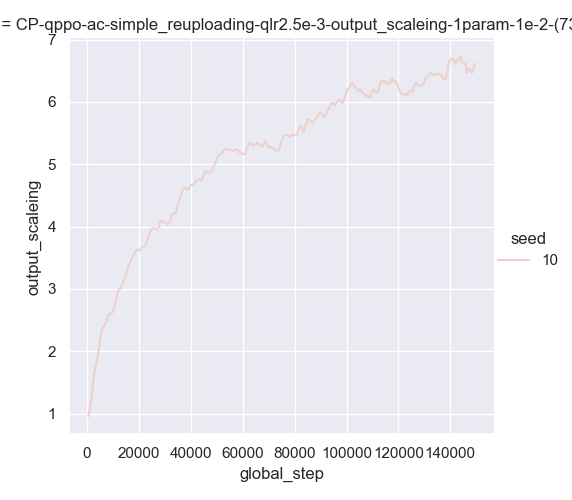 = CP-qppo-ac-simple_reuploading-qlr2.5e-3-output_scaleing-1param-1e-2-(73
7
6
5
4
3
2
1
output_scaleing
seed
10
0 20000 40000 60000 80000 100000 120000 140000
global_step